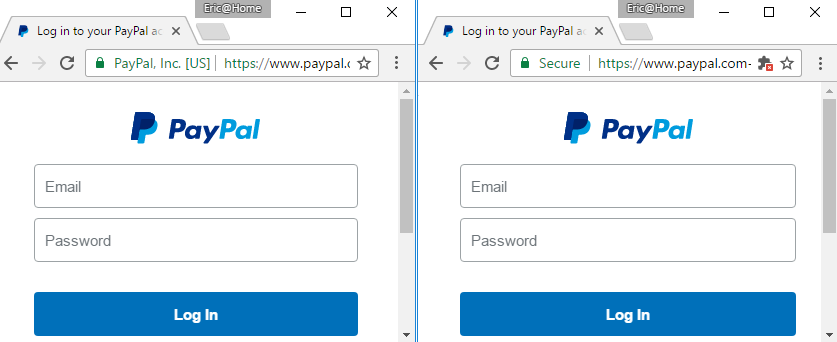 Eric@Home
Log in to your PayPal ac
PayPal, Inc. [US] https://www.paypal.c
PayPal
Email
Password
Log In
Eric@Home
Log in to your PayPal ac
Secure https://www.paypal.com-
PayPal
Email
Password
Log In